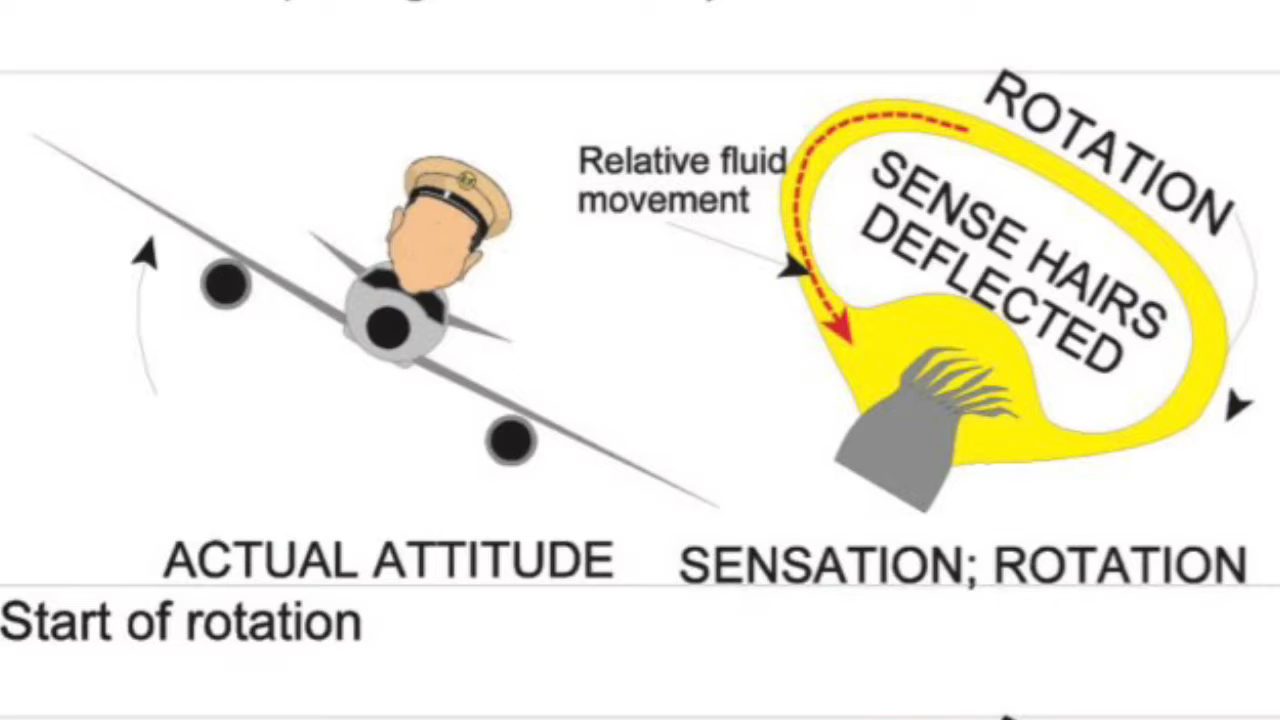 ROTATION
Relative fluid
movement
SENSE HAIRS
DEFLECTED
ACTUAL ATTITUDE
SENSATION; ROTATION
Start of rotation